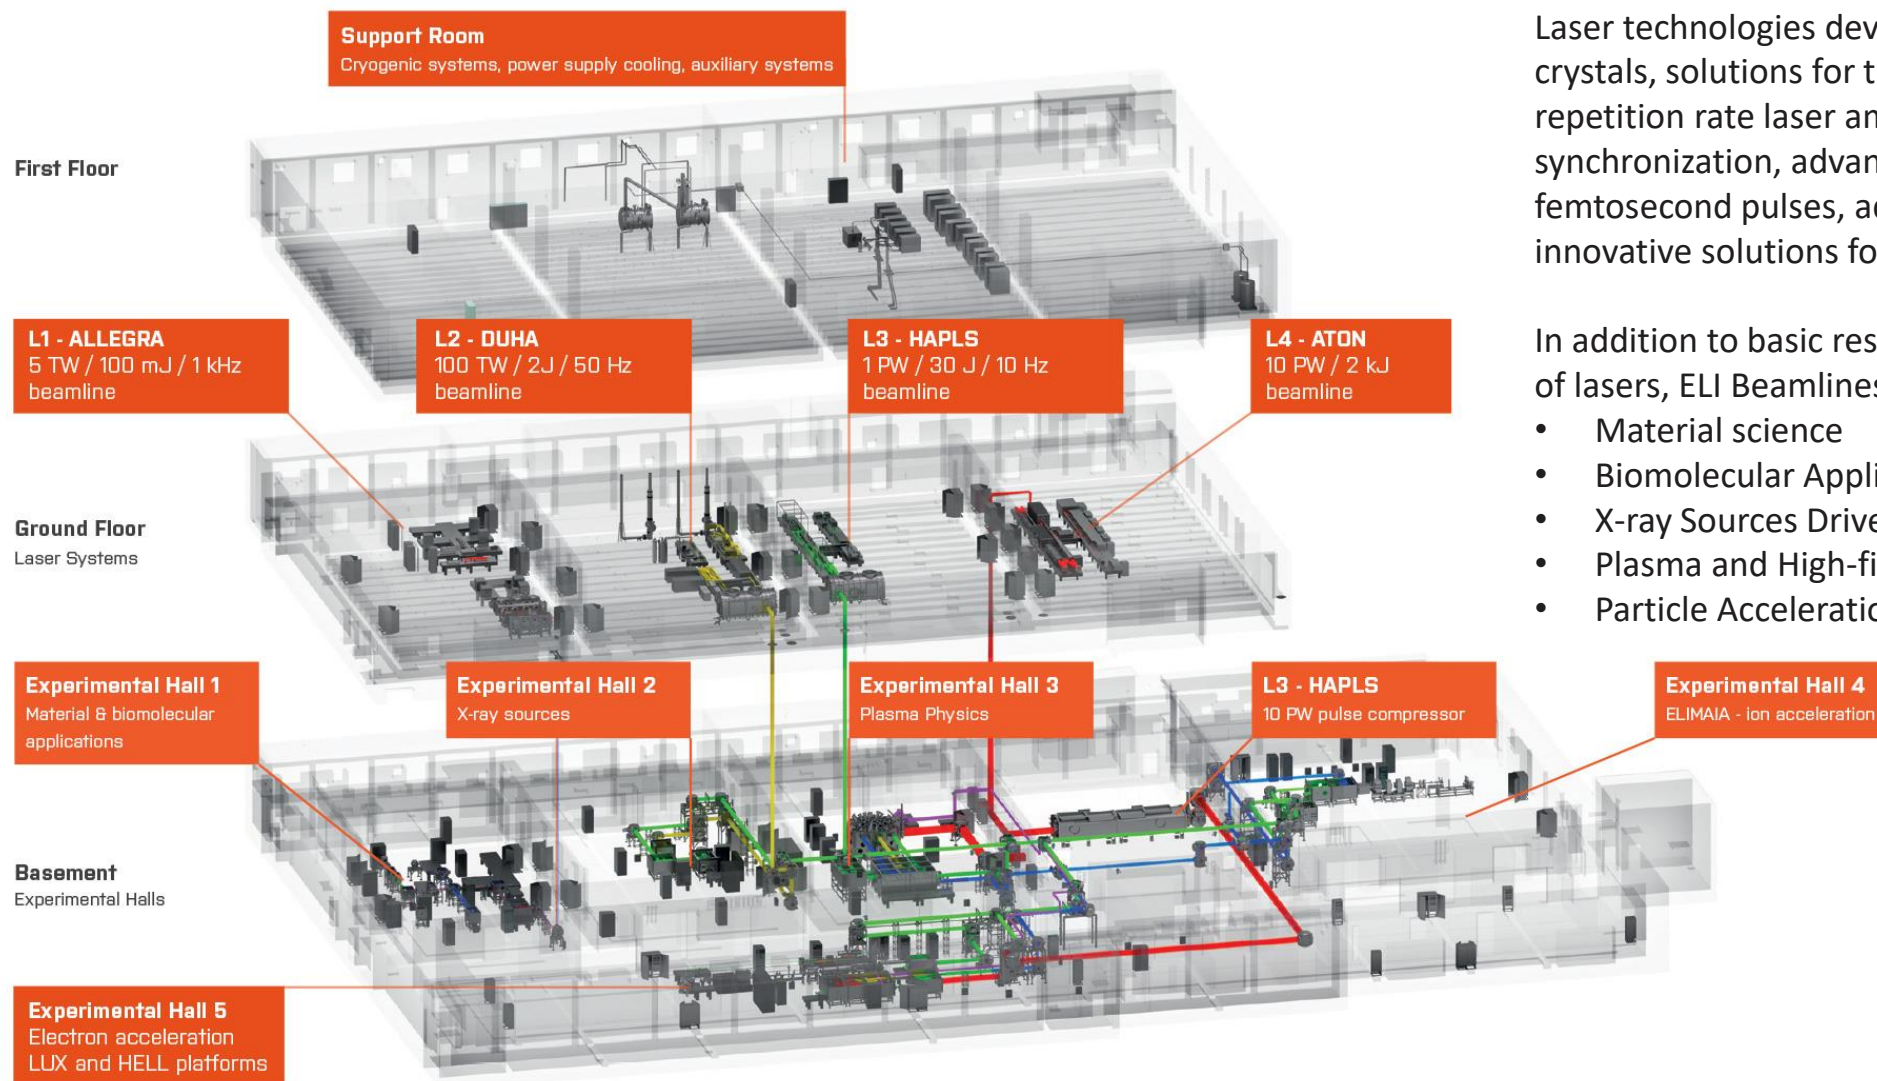 Support Room
Cryogenic systems, power supply cooling, auxiliary systems
First Floor
L1 - ALLEGRA
5 TW / 100 mJ / 1 kHz
beamline
L2 - DUHA
100 TW / 2J / 50 Hz
beamline
L3 - HAPLS
1 PW / 30 J / 10 Hz
beamline
L4 - ATON
10 PW / 2 kJ
beamline
Ground Floor
Laser Systems
Experimental Hall 1
Material & biomolecular
applications
Experimental Hall 2
X-ray sources
Experimental Hall 3
Plasma Physics
L3 - HAPLS
10 PW pulse compressor
Experimental Hall 4
ELIMAIA - ion acceleration
Basement
Experimental Halls
Experimental Hall 5
Electron acceleration
LUX and HELL platforms
Laser technologies dev
crystals, solutions for t
repetition rate laser an
synchronization, advan
femtosecond pulses, a
innovative solutions fo
In addition to basic res
of lasers, ELI Beamlines
• Material science
• Biomolecular Appli
• X-ray Sources Drive
• Plasma and High-fi
• Particle Acceleratio